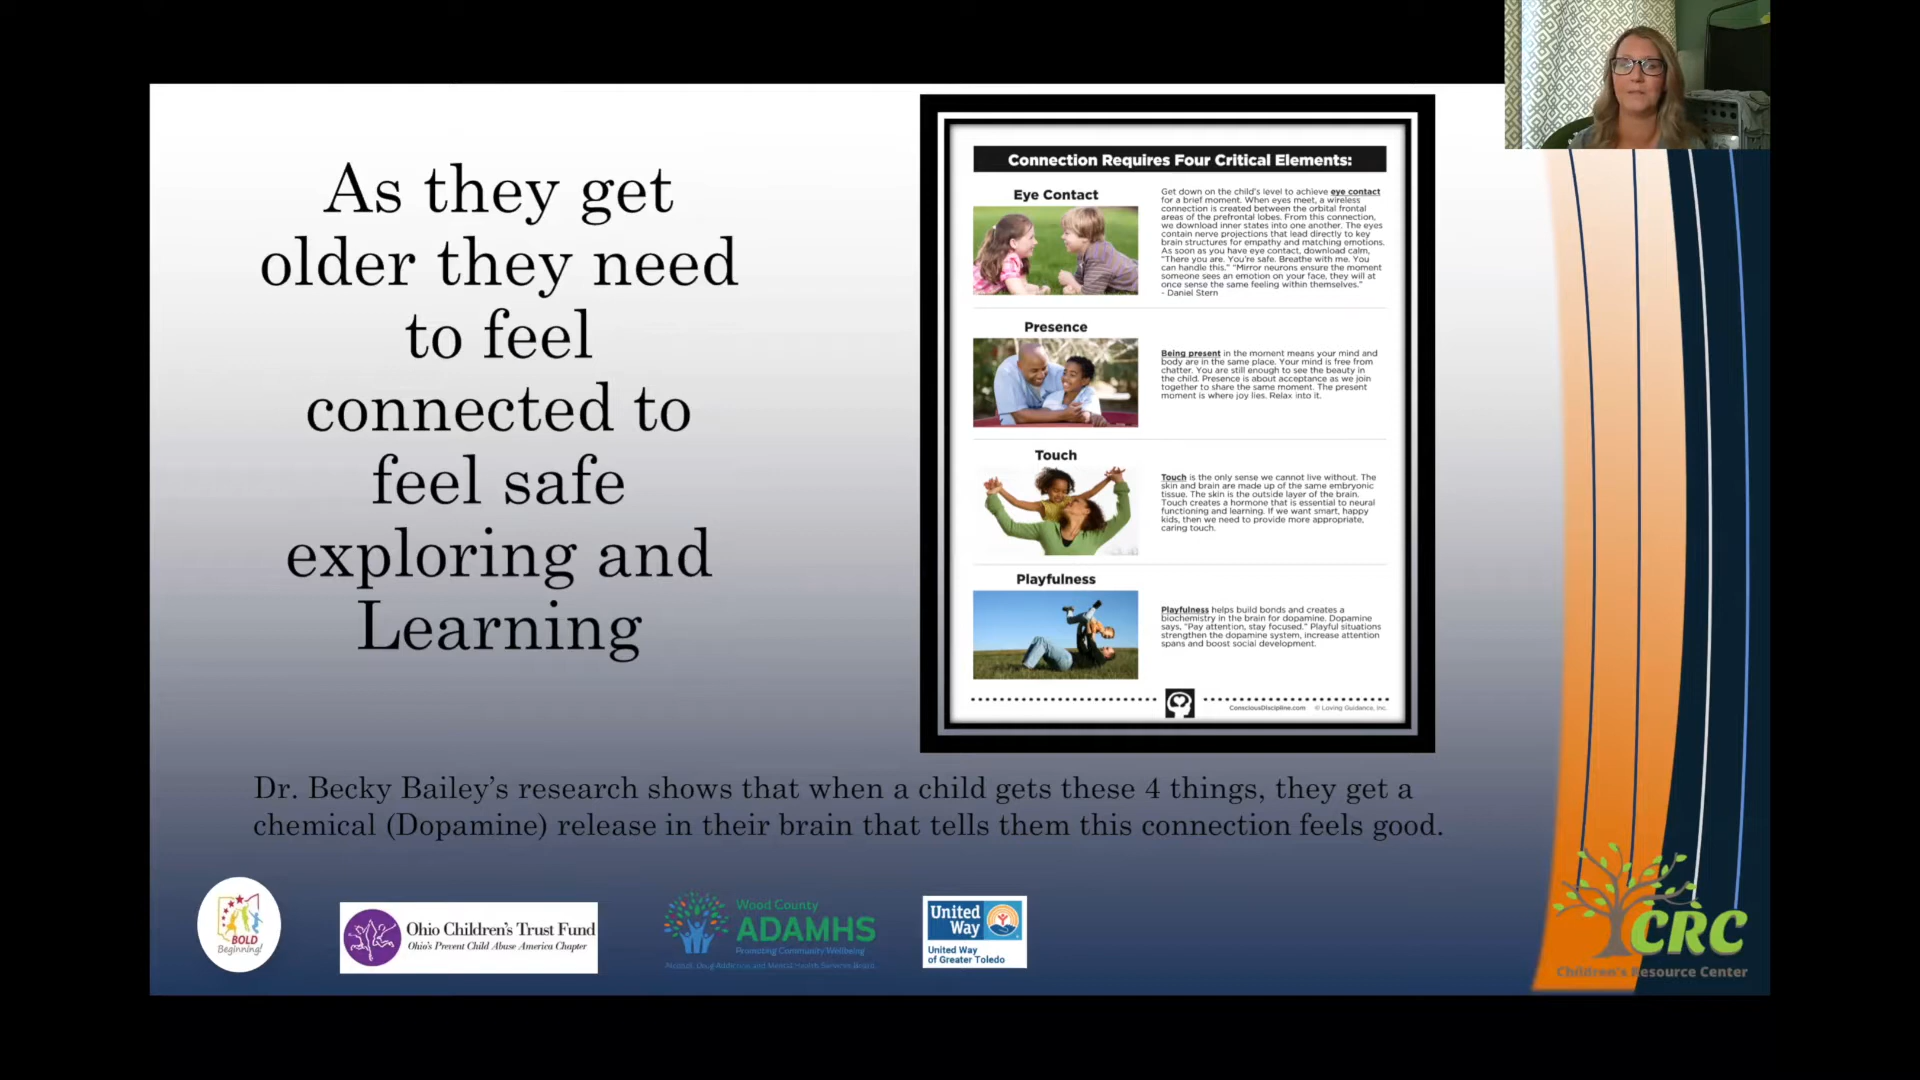 As they get
older they need
to feel
connected to
feel safe
exploring and
Learning
Connection Requires Four Critical Elements:
Eye Contact
Get down on the child's level to achieve eye contact
for a brief moment. When eyes meet, a wireless
connection is created between the orbital frontal
areas of the prefrontal lobes. From this connection,
we download inner states into one another. The eyes
contain nerve projections that lead directly to key
brain structures for empathy and matching emotions.
As soon as you have eye contact, download calm,
"There you are. You're safe. Breathe with me. You
can handle this." "Mirror neurons ensure the moment
someone sees an emotion on your face, they will at
once sense the same feeling within themselves."
- Daniel Stern
Presence
Being present in the moment means your mind and
body are in the same place. Your mind is free from
chatter. You are still enough to see the beauty in
the child. Presence is about acceptance as we join
together to share the same moment. The present
moment is where joy lies. Relax into it.
Touch
Touch is the only sense we cannot live without. The
skin and brain are made up of the same embryonic
tissue. The skin is the outside layer of the brain.
Touch creates a hormone that is essential to neural
functioning and learning. If we want smart, happy
kids, then we need to provide more appropriate,
caring touch.
Playfulness
Playfulness helps build bonds and creates a
biochemistry in the brain for dopamine. Dopamine
says, "Pay attention, stay focused." Playful situations
strengthen the dopamine system, increase attention
spans and boost social development.
ConsciousDiscipline.com © Loving Guidance, Inc.
Dr. Becky Bailey's research shows that when a child gets these 4 things, they get a
chemical (Dopamine) release in their brain that tells them this connection feels good.
BOLD
Beginning!
Ohio Children's Trust Fund
Ohio's Prevent Child Abuse America Chapter
Wood County
ADAMHS
Promoting Community Wellbeing
Alcohol, Drug Addiction and Mental Health Services Board
United
Way
United Way
of Greater Toledo
CRC
Children's Resource Center